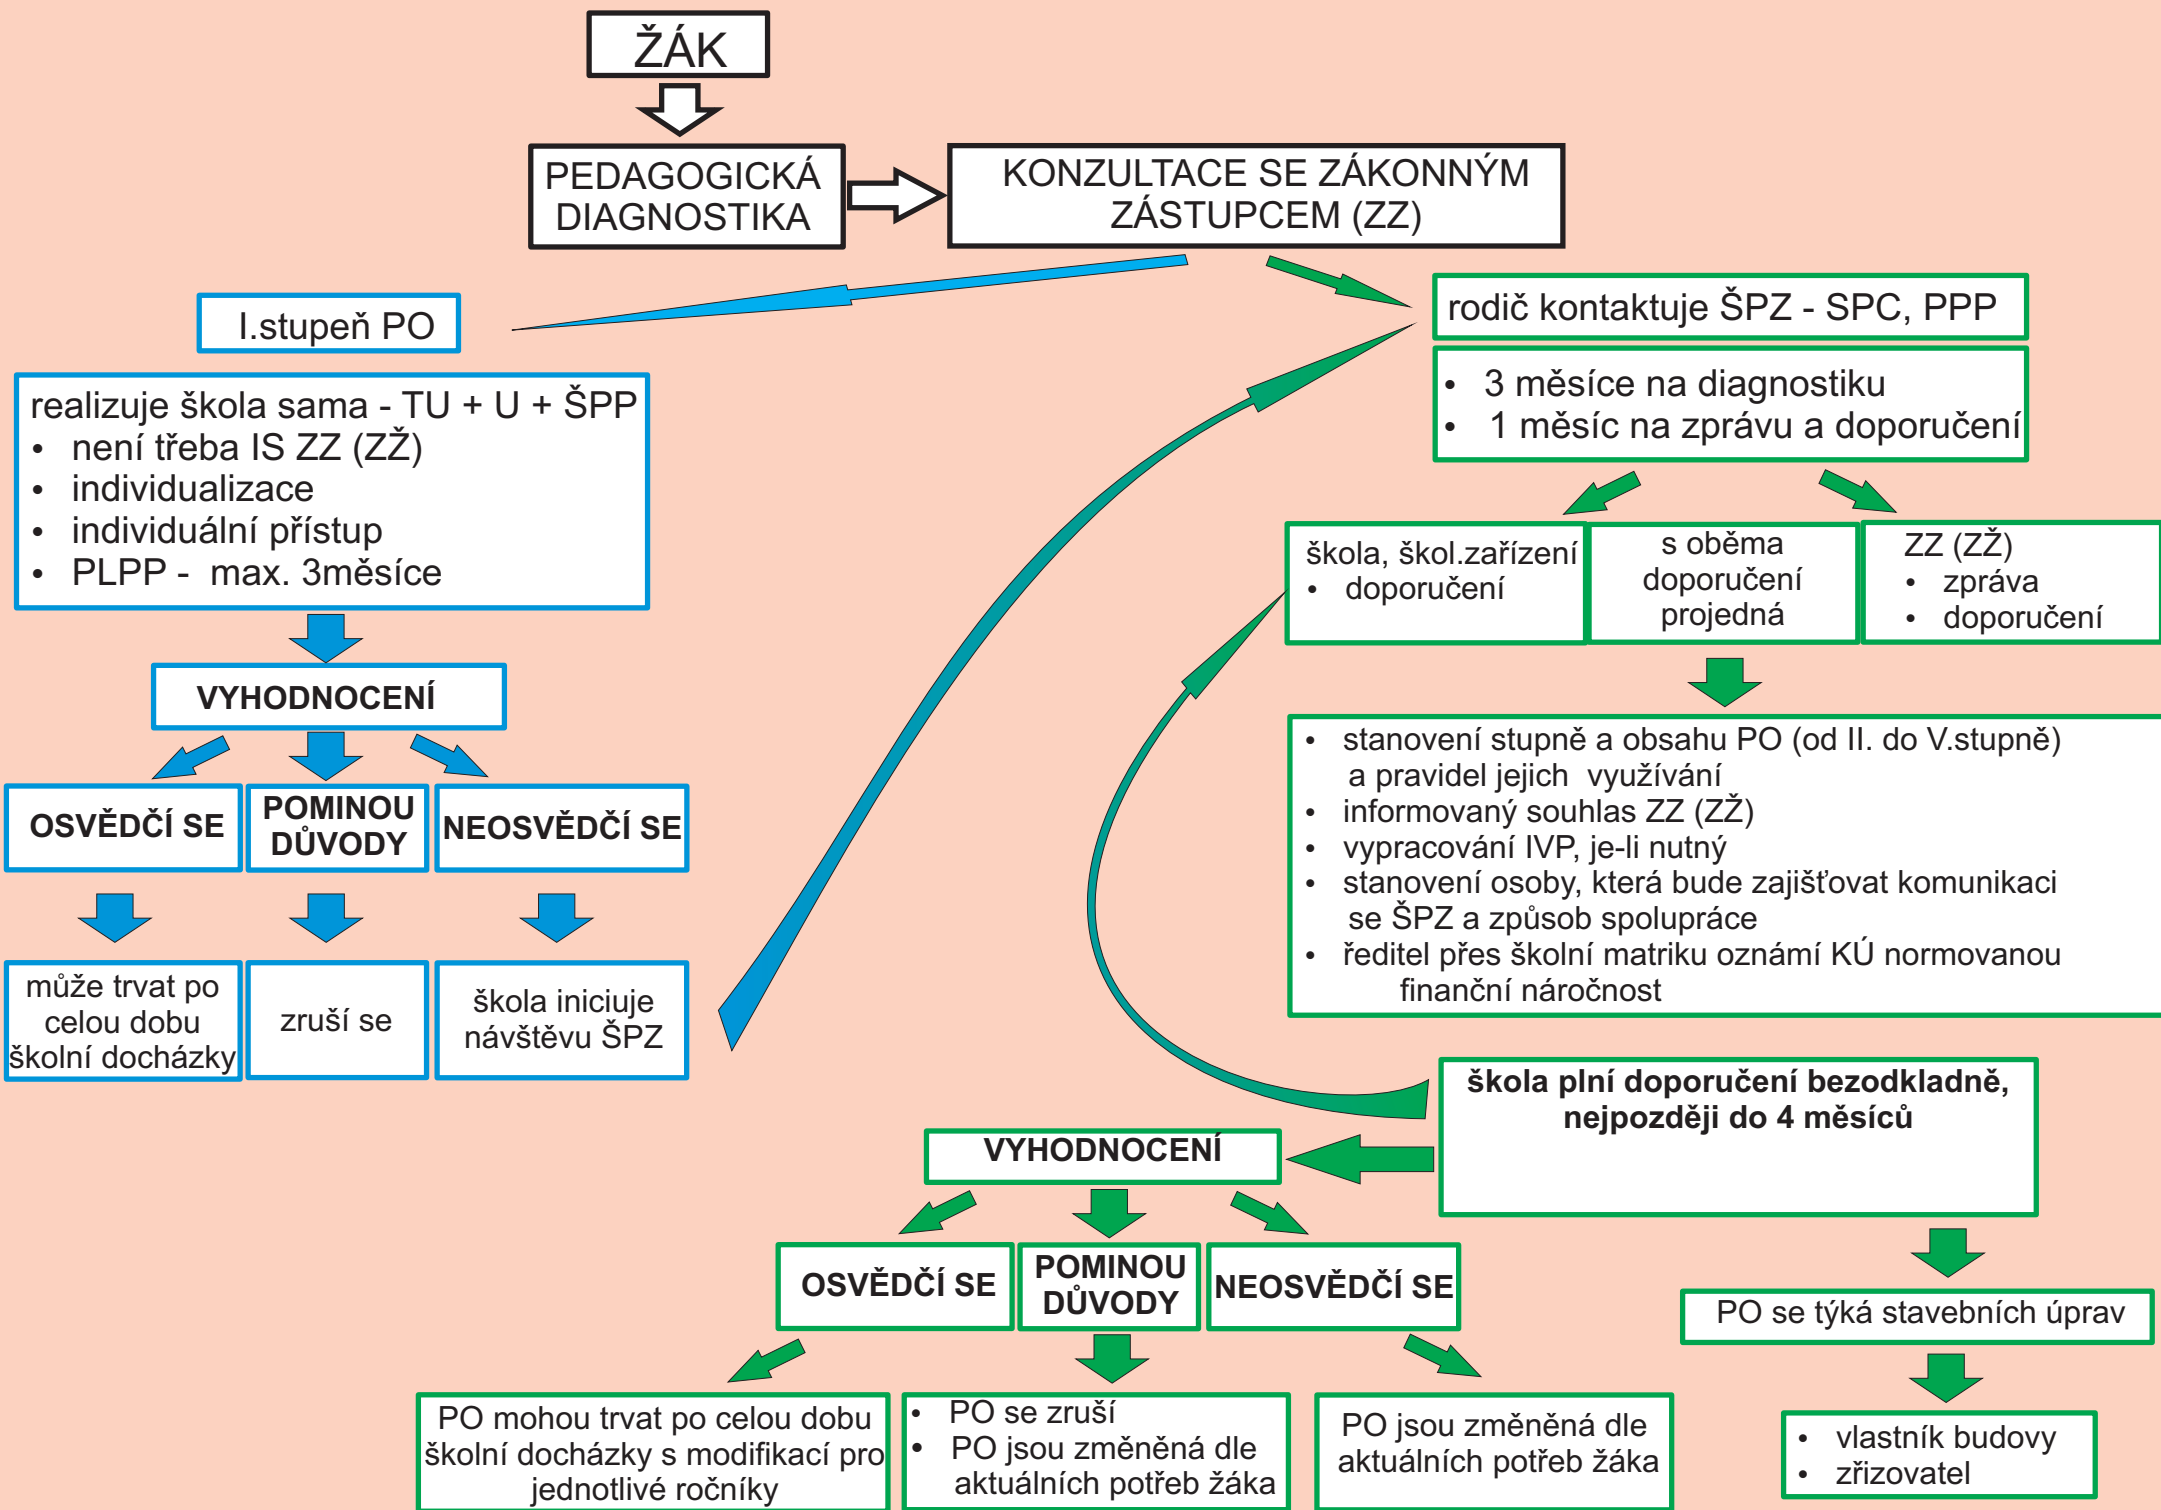 ŽÁK
PEDAGOGICKÁ
DIAGNOSTIKA
KONZULTACE SE ZÁKONNÝM
ZÁSTUPCEM (ZZ)
I.stupeň PO
realizuje škola sama - TU + U + ŠPP
• není třeba IS ZZ (ZŽ)
• individualizace
• individuální přístup
• PLPP - max. 3měsíce
VYHODNOCENÍ
OSVĚDČÍ SE
POMINOU
DŮVODY
NEOSVĚDČÍ SE
může trvat po
celou dobu
školní docházky
zruší se
škola iniciuje
návštěvu ŠPZ
rodič kontaktuje ŠPZ - SPC, PPP
• 3 měsíce na diagnostiku
• 1 měsíc na zprávu a doporučení
škola, škol.zařízení
• doporučení
s oběma
doporučení
projedná
ZZ (ZŽ)
• zpráva
• doporučení
• stanovení stupně a obsahu PO (od II. do V.stupně)
a pravidel jejich využívání
• informovaný souhlas ZZ (ZŽ)
• vypracování IVP, je-li nutný
• stanovení osoby, která bude zajišťovat komunikaci
se ŠPZ a způsob spolupráce
• ředitel přes školní matriku oznámí KÚ normovanou
finanční náročnost
škola plní doporučení bezodkladně,
nejpozději do 4 měsíců
VYHODNOCENÍ
OSVĚDČÍ SE
POMINOU
DŮVODY
NEOSVĚDČÍ SE
PO mohou trvat po celou dobu
školní docházky s modifikací pro
jednotlivé ročníky
• PO se zruší
• PO jsou změněná dle
aktuálních potřeb žáka
PO jsou změněná dle
aktuálních potřeb žáka
PO se týká stavebních úprav
• vlastník budovy
• zřizovatel